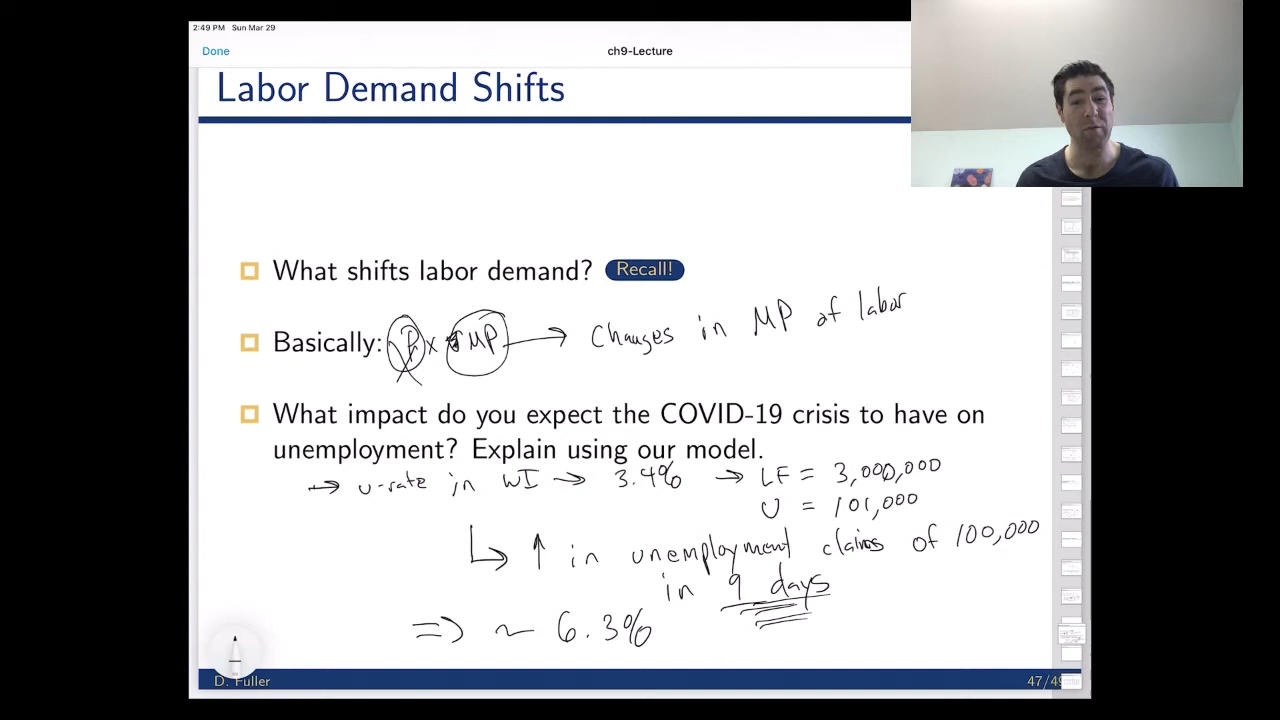 2:49 PM Sun Mar 29
Done
ch9-Lecture
Labor Demand Shifts
What shifts labor demand? Recall!
Basically: P x MP → Changes in MP of labor
What impact do you expect the COVID-19 crisis to have on
unemployment? Explain using our model.
→ u-rate in WI → 3.4% → LF = 3,000,000
U = 101,000
↑ in unemployment claims of 100,000
in 9 days
⇒ ~ 6.3%
D. Fuller
47/49